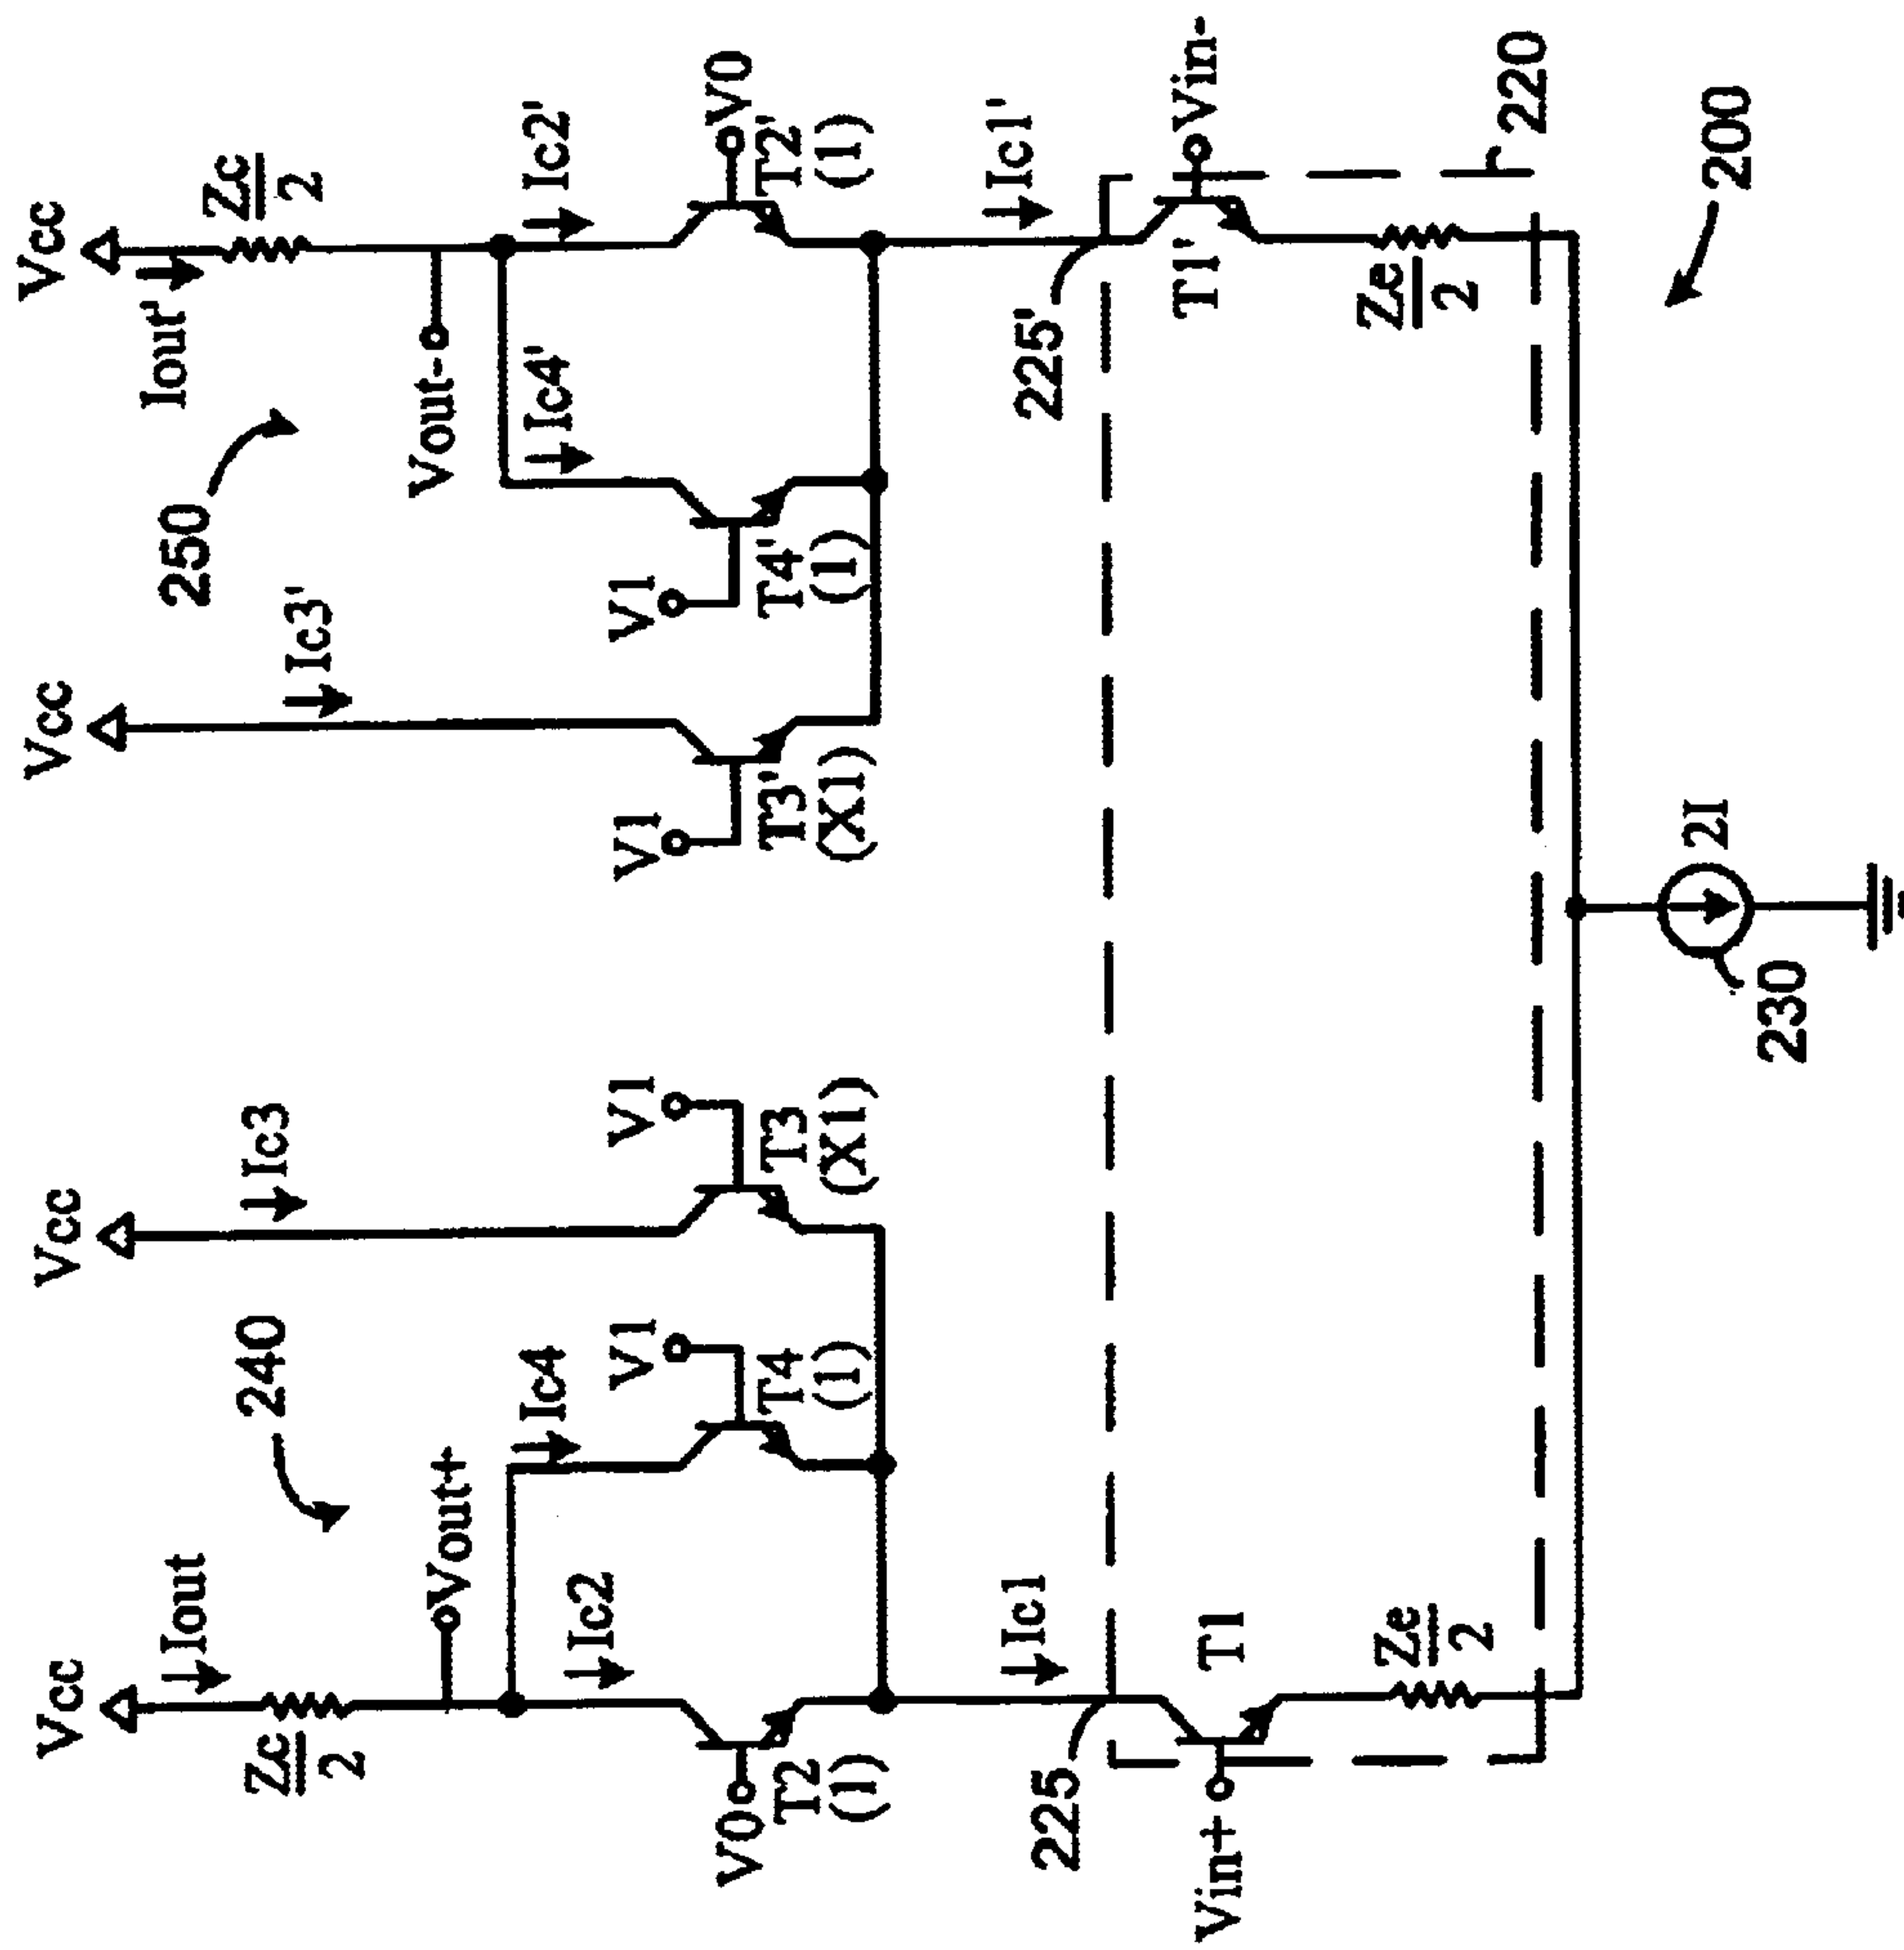 Vcc
Vcc
Vcc
Vcc
Iout
Ic3
Ic3'
Iout'
Zc
2
240
250
Zc
2
Vout+
Vout-
Ic2
Ic4
Ic4'
Ic2'
V0
V1
V1
V1
V1
V0
T2
(1)
T4
(1)
T3
(X1)
T3'
(X1)
T4'
(1)
T2'
(1)
225
Ic1
225'
Ic1'
Vin+
T1
T1'
Vin-
Ze
2
Ze
2
220
230
2I
200